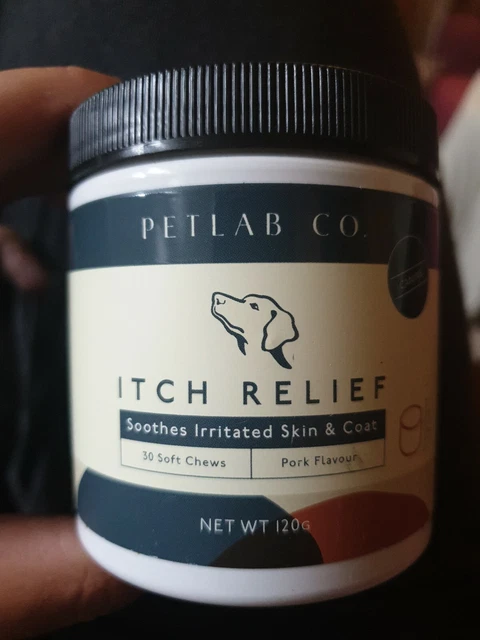 PETLAB CO.
ITCH RELIEF
Soothes Irritated Skin & Coat
30 Soft Chews
Pork Flavour
NET WT 120G